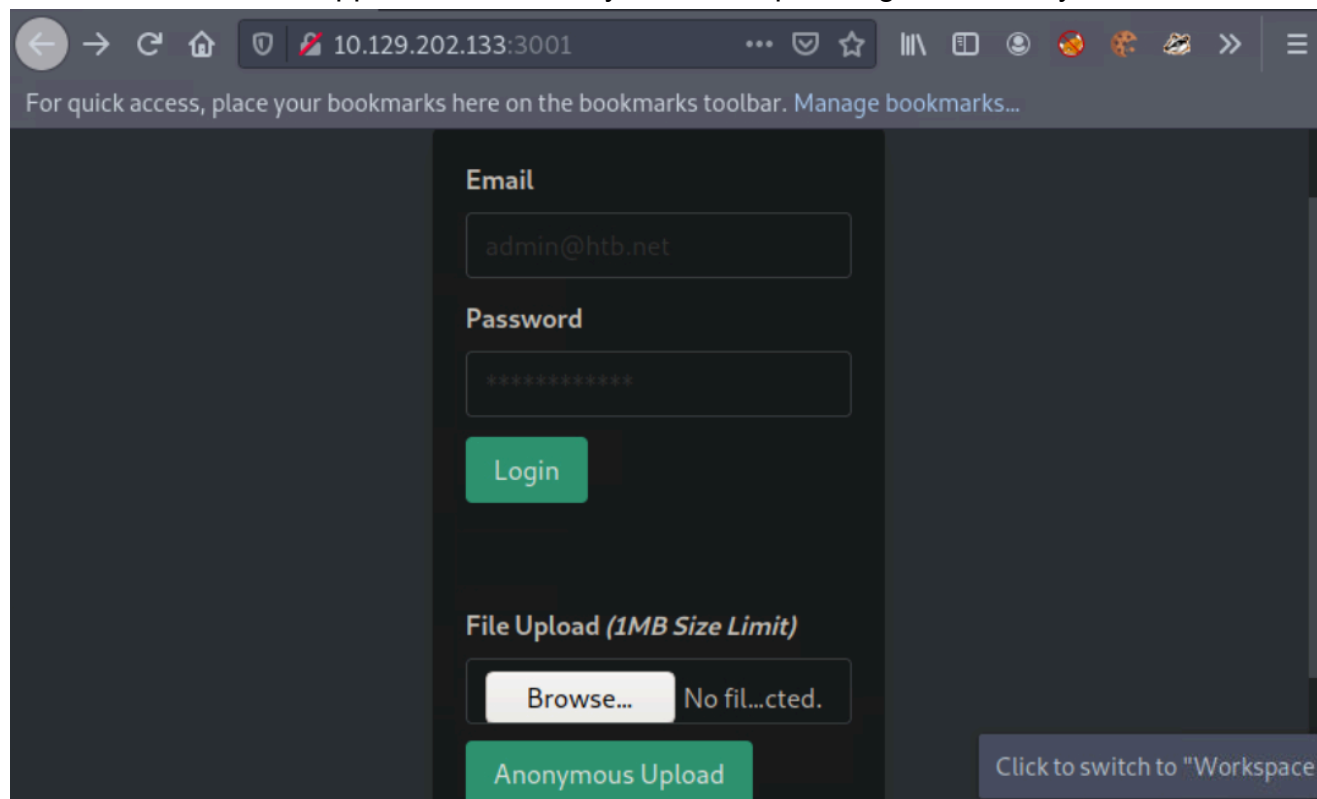 10.129.202.133:3001
For quick access, place your bookmarks here on the bookmarks toolbar. Manage bookmarks...
Email
admin@htb.net
Password
************
Login
File Upload (1MB Size Limit)
Browse... No fil...cted.
Anonymous Upload
Click to switch to "Workspace